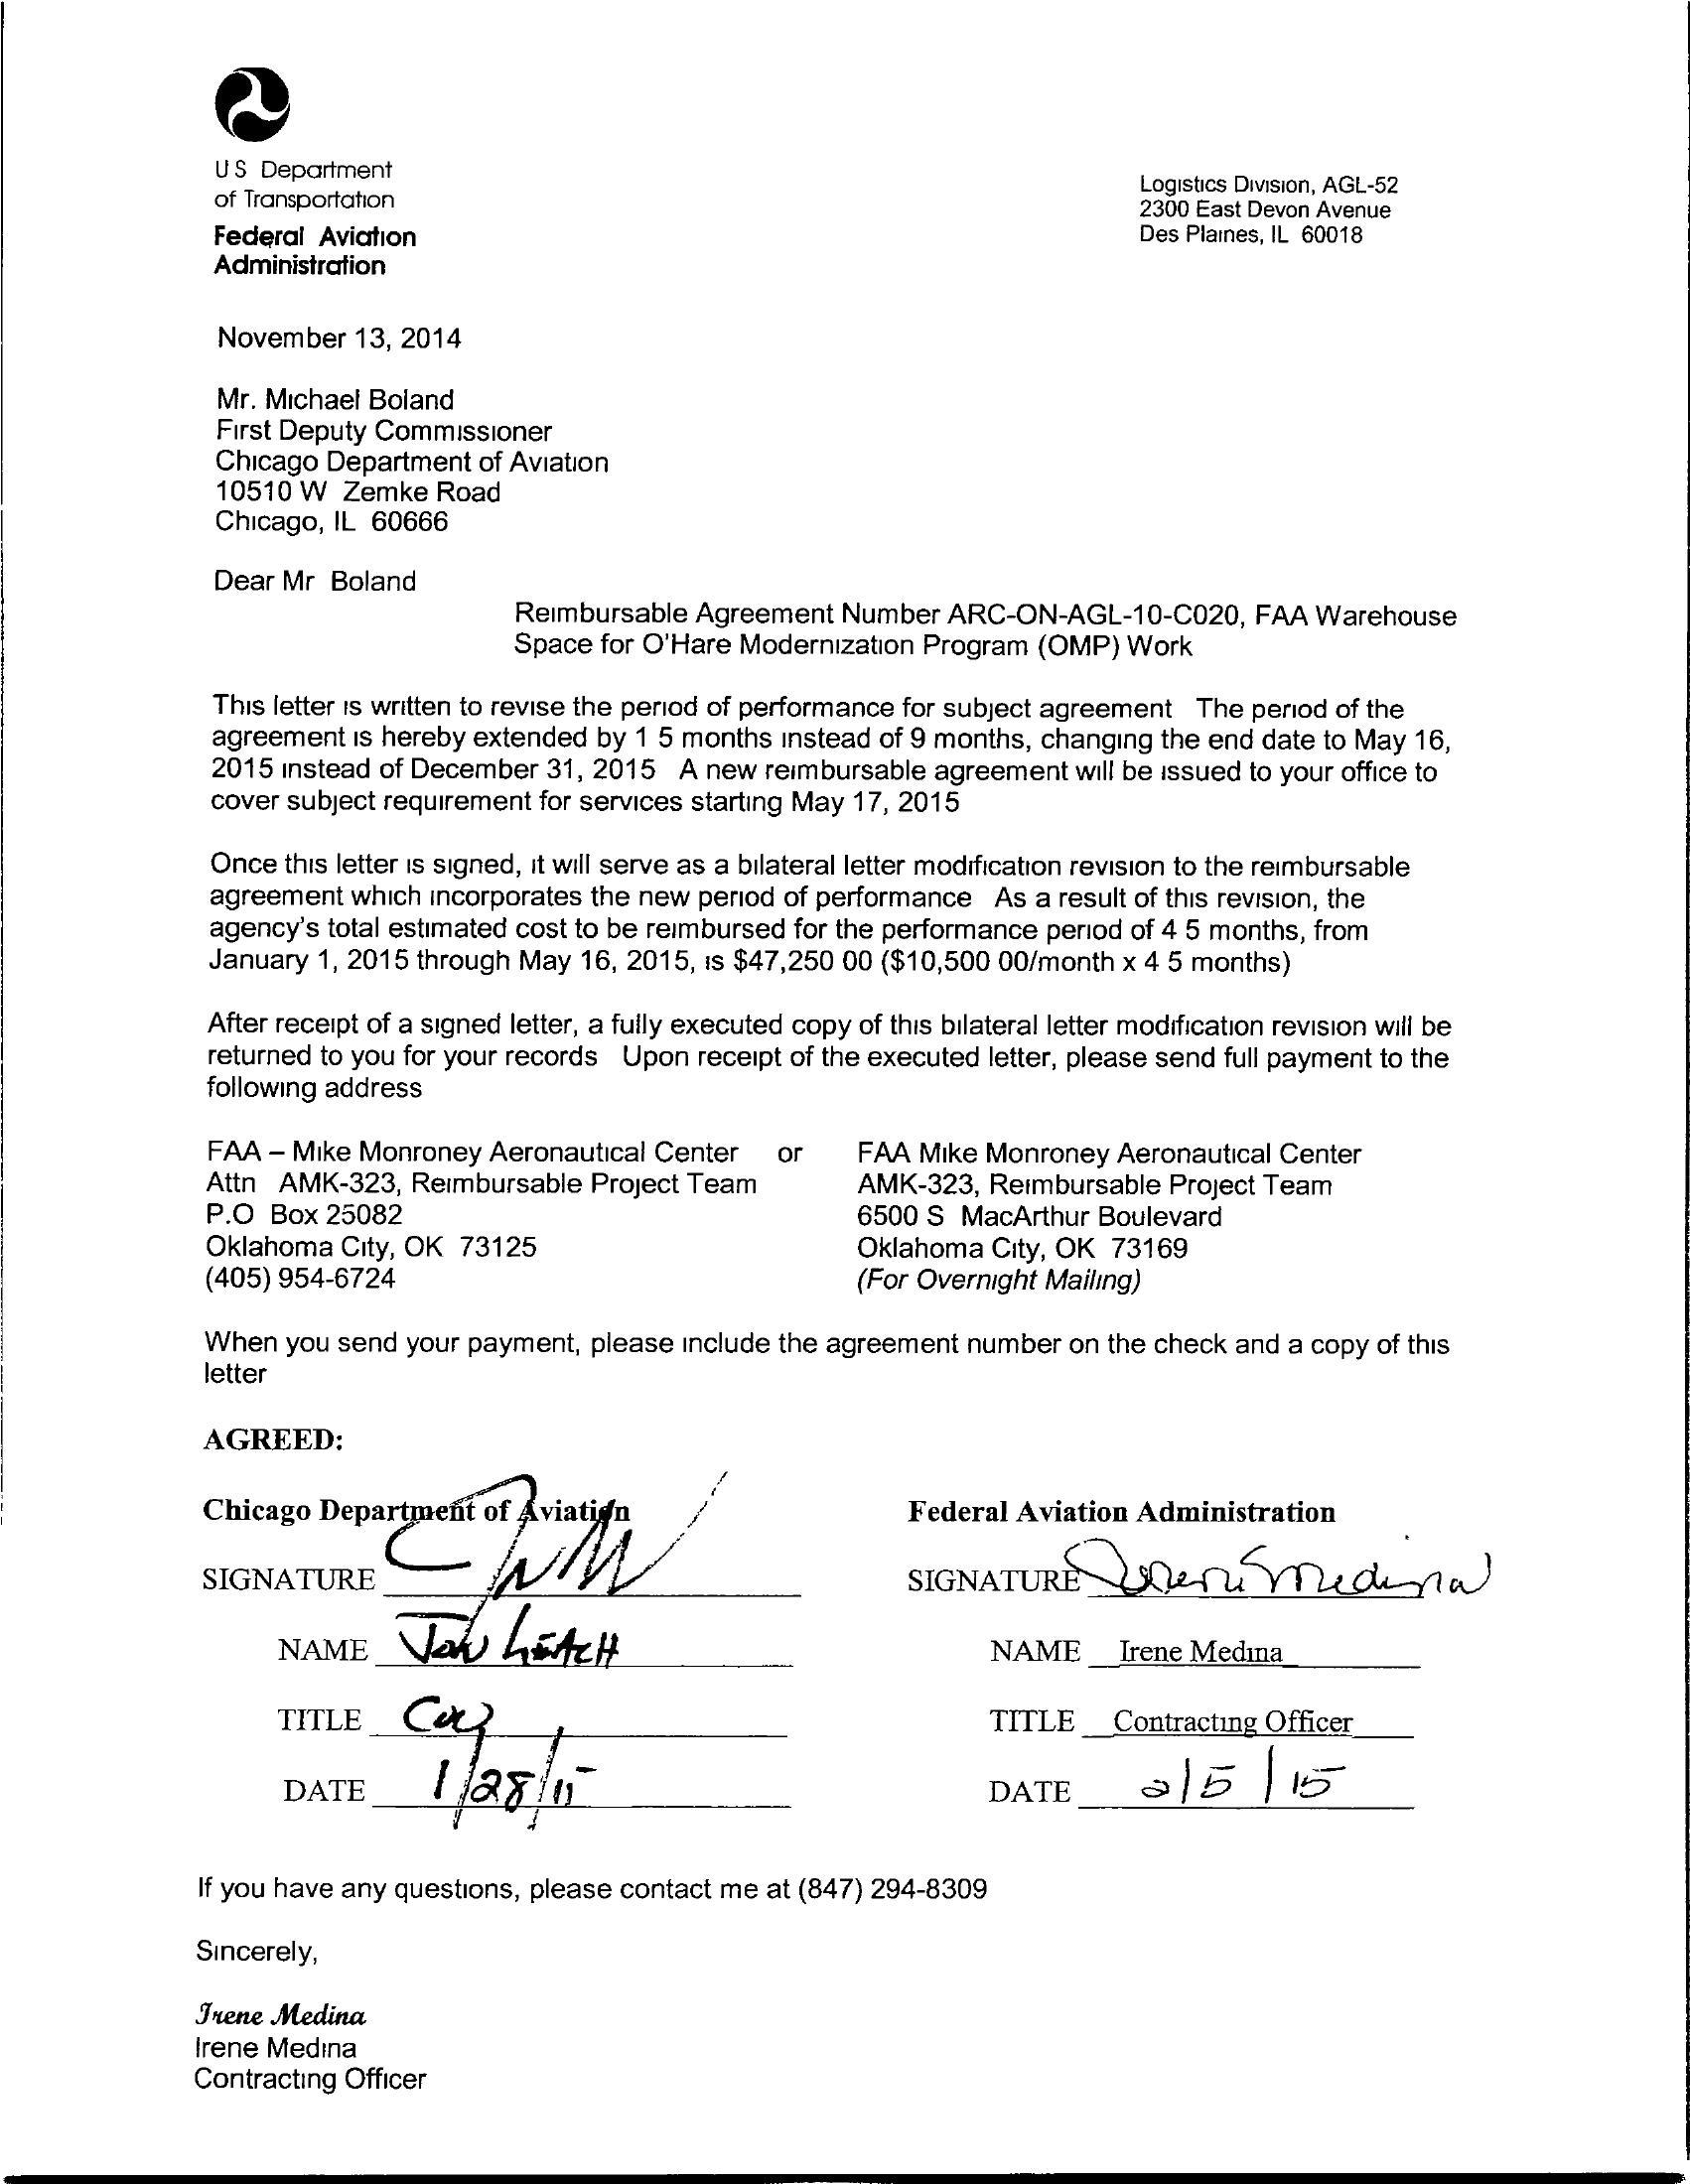 US Department
of Transportation
Federal Aviation
Administration
Logistics Division, AGL-52
2300 East Devon Avenue
Des Plaines, IL 60018
November 13, 2014
Mr. Michael Boland
First Deputy Commissioner
Chicago Department of Aviation
10510 W Zemke Road
Chicago, IL 60666
Dear Mr Boland
Reimbursable Agreement Number ARC-ON-AGL-10-C020, FAA Warehouse
Space for O'Hare Modernization Program (OMP) Work
This letter is written to revise the period of performance for subject agreement The period of the
agreement is hereby extended by 1 5 months instead of 9 months, changing the end date to May 16,
2015 instead of December 31, 2015 A new reimbursable agreement will be issued to your office to
cover subject requirement for services starting May 17, 2015
Once this letter is signed, it will serve as a bilateral letter modification revision to the reimbursable
agreement which incorporates the new period of performance As a result of this revision, the
agency's total estimated cost to be reimbursed for the performance period of 4 5 months, from
January 1, 2015 through May 16, 2015, is $47,250 00 ($10,500 00/month x 4 5 months)
After receipt of a signed letter, a fully executed copy of this bilateral letter modification revision will be
returned to you for your records Upon receipt of the executed letter, please send full payment to the
following address
FAA – Mike Monroney Aeronautical Center or FAA Mike Monroney Aeronautical Center
Attn AMK-323, Reimbursable Project Team AMK-323, Reimbursable Project Team
P.O Box 25082 6500 S MacArthur Boulevard
Oklahoma City, OK 73125 Oklahoma City, OK 73169
(405) 954-6724 (For Overnight Mailing)
When you send your payment, please include the agreement number on the check and a copy of this
letter
AGREED:
Chicago Department of Aviation Federal Aviation Administration
SIGNATURE SIGNATURE Irene Medina
NAME NAME Irene Medina
TITLE TITLE Contracting Officer
DATE 1/28/15 DATE 2/5/15
If you have any questions, please contact me at (847) 294-8309
Sincerely,
Irene Medina
Irene Medina
Contracting Officer